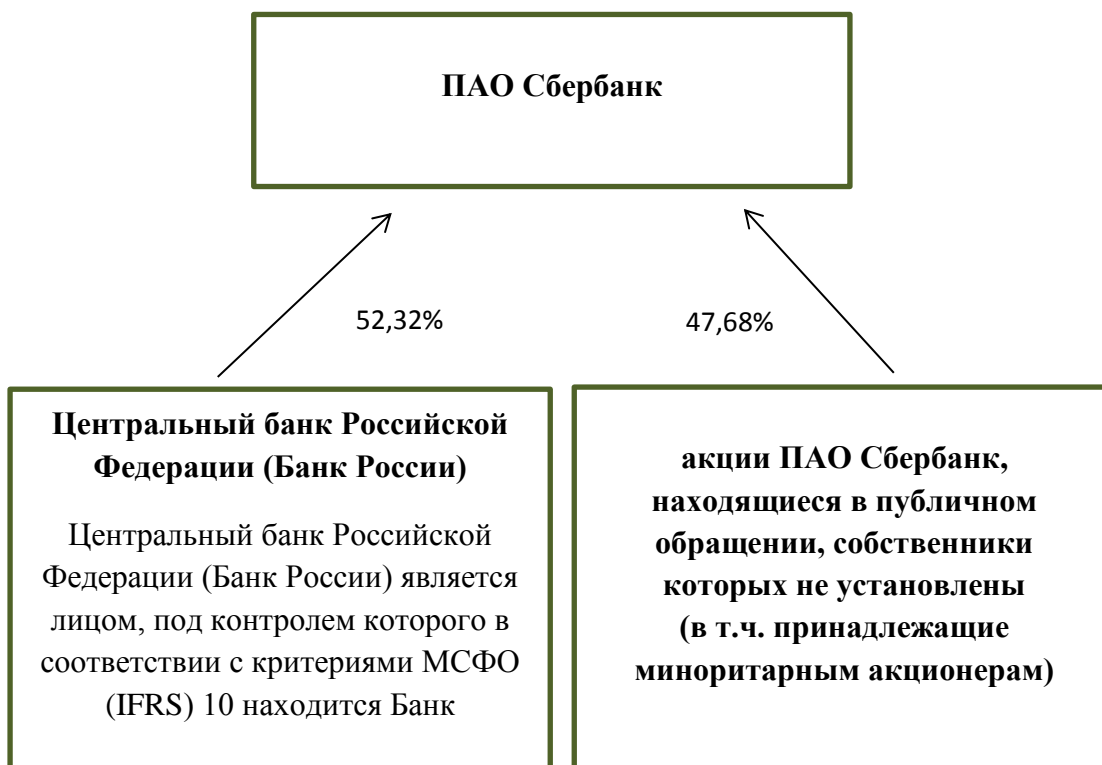 ПАО Сбербанк
52,32%
47,68%
Центральный банк Российской
Федерации (Банк России)
Центральный банк Российской
Федерации (Банк России) является
лицом, под контролем которого в
соответствии с критериями МСФО
(IFRS) 10 находится Банк
акции ПАО Сбербанк,
находящиеся в публичном
обращении, собственники
которых не установлены
(в т.ч. принадлежащие
миноритарным акционерам)